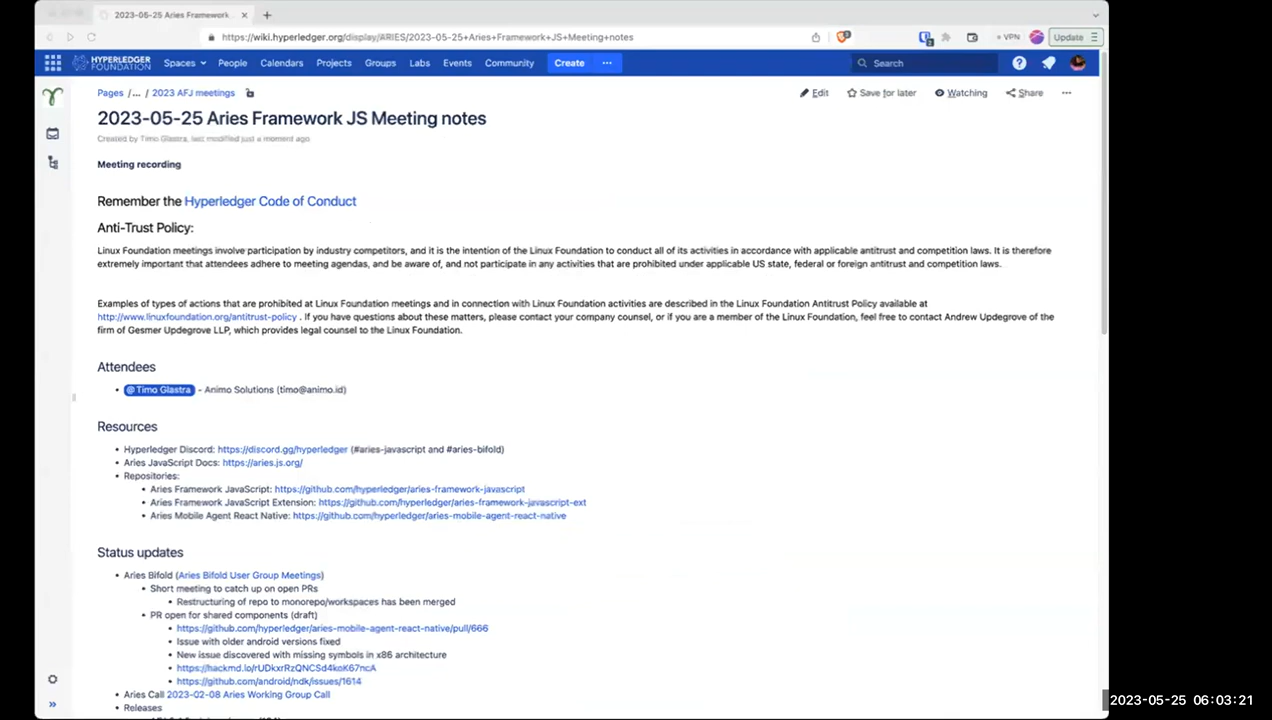 2023-05-25 Aries Framework
https://wiki.hyperledger.org/display/ARIES/2023-05-25+Aries+Framework+JS+Meeting+notes
VPN
Update
HYPERLEDGER FOUNDATION
Spaces People Calendars Projects Groups Labs Events Community Create ... Search
Pages /... / 2023 AFJ meetings
Edit Save for later Watching Share ...
2023-05-25 Aries Framework JS Meeting notes
Created by Timo Glastra, last modified just a moment ago
Meeting recording
Remember the Hyperledger Code of Conduct
Anti-Trust Policy:
Linux Foundation meetings involve participation by industry competitors, and it is the intention of the Linux Foundation to conduct all of its activities in accordance with applicable antitrust and competition laws. It is therefore
extremely important that attendees adhere to meeting agendas, and be aware of, and not participate in any activities that are prohibited under applicable US state, federal or foreign antitrust and competition laws.
Examples of types of actions that are prohibited at Linux Foundation meetings and in connection with Linux Foundation activities are described in the Linux Foundation Antitrust Policy available at
http://www.linuxfoundation.org/antitrust-policy . If you have questions about these matters, please contact your company counsel, or if you are a member of the Linux Foundation, feel free to contact Andrew Updegrove of the
firm of Gesmer Updegrove LLP, which provides legal counsel to the Linux Foundation.
Attendees
• @Timo Glastra - Animo Solutions (timo@animo.id)
Resources
• Hyperledger Discord: https://discord.gg/hyperledger (#aries-javascript and #aries-bifold)
• Aries JavaScript Docs: https://aries.js.org/
• Repositories:
• Aries Framework JavaScript: https://github.com/hyperledger/aries-framework-javascript
• Aries Framework JavaScript Extension: https://github.com/hyperledger/aries-framework-javascript-ext
• Aries Mobile Agent React Native: https://github.com/hyperledger/aries-mobile-agent-react-native
Status updates
• Aries Bifold (Aries Bifold User Group Meetings)
• Short meeting to catch up on open PRs
• Restructuring of repo to monorepo/workspaces has been merged
• PR open for shared components (draft)
• https://github.com/hyperledger/aries-mobile-agent-react-native/pull/666
• Issue with older android versions fixed
• New issue discovered with missing symbols in x86 architecture
• https://hackmd.io/rUDkxrRzQNCSd4koK67ncA
• https://github.com/android/ndk/issues/1614
• Aries Call 2023-02-08 Aries Working Group Call
• Releases
2023-05-25 06:03:21